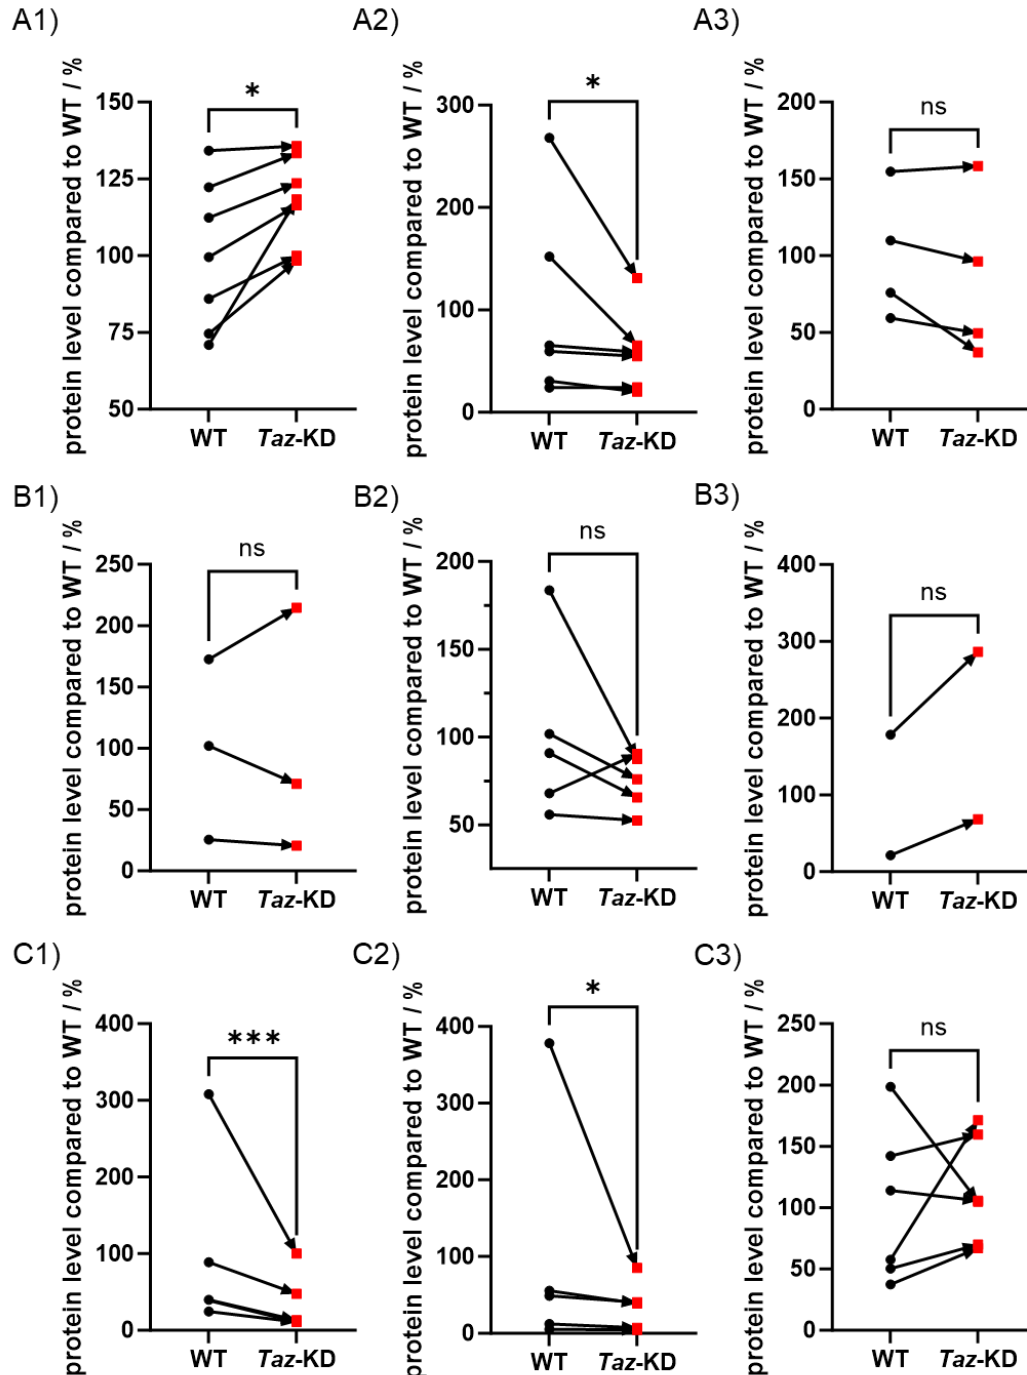 A1)
A2)
A3)
protein level compared to WT / %
150
125
100
75
50
*
WT
Taz-KD
protein level compared to WT / %
300
200
100
0
*
WT
Taz-KD
protein level compared to WT / %
200
150
100
50
0
ns
WT
Taz-KD
B1)
B2)
B3)
protein level compared to WT / %
250
200
150
100
50
0
ns
WT
Taz-KD
protein level compared to WT / %
200
150
100
50
ns
WT
Taz-KD
protein level compared to WT / %
400
300
200
100
0
ns
WT
Taz-KD
C1)
C2)
C3)
protein level compared to WT / %
400
300
200
100
0
***
WT
Taz-KD
protein level compared to WT / %
400
300
200
100
0
*
WT
Taz-KD
protein level compared to WT / %
250
200
150
100
50
0
ns
WT
Taz-KD